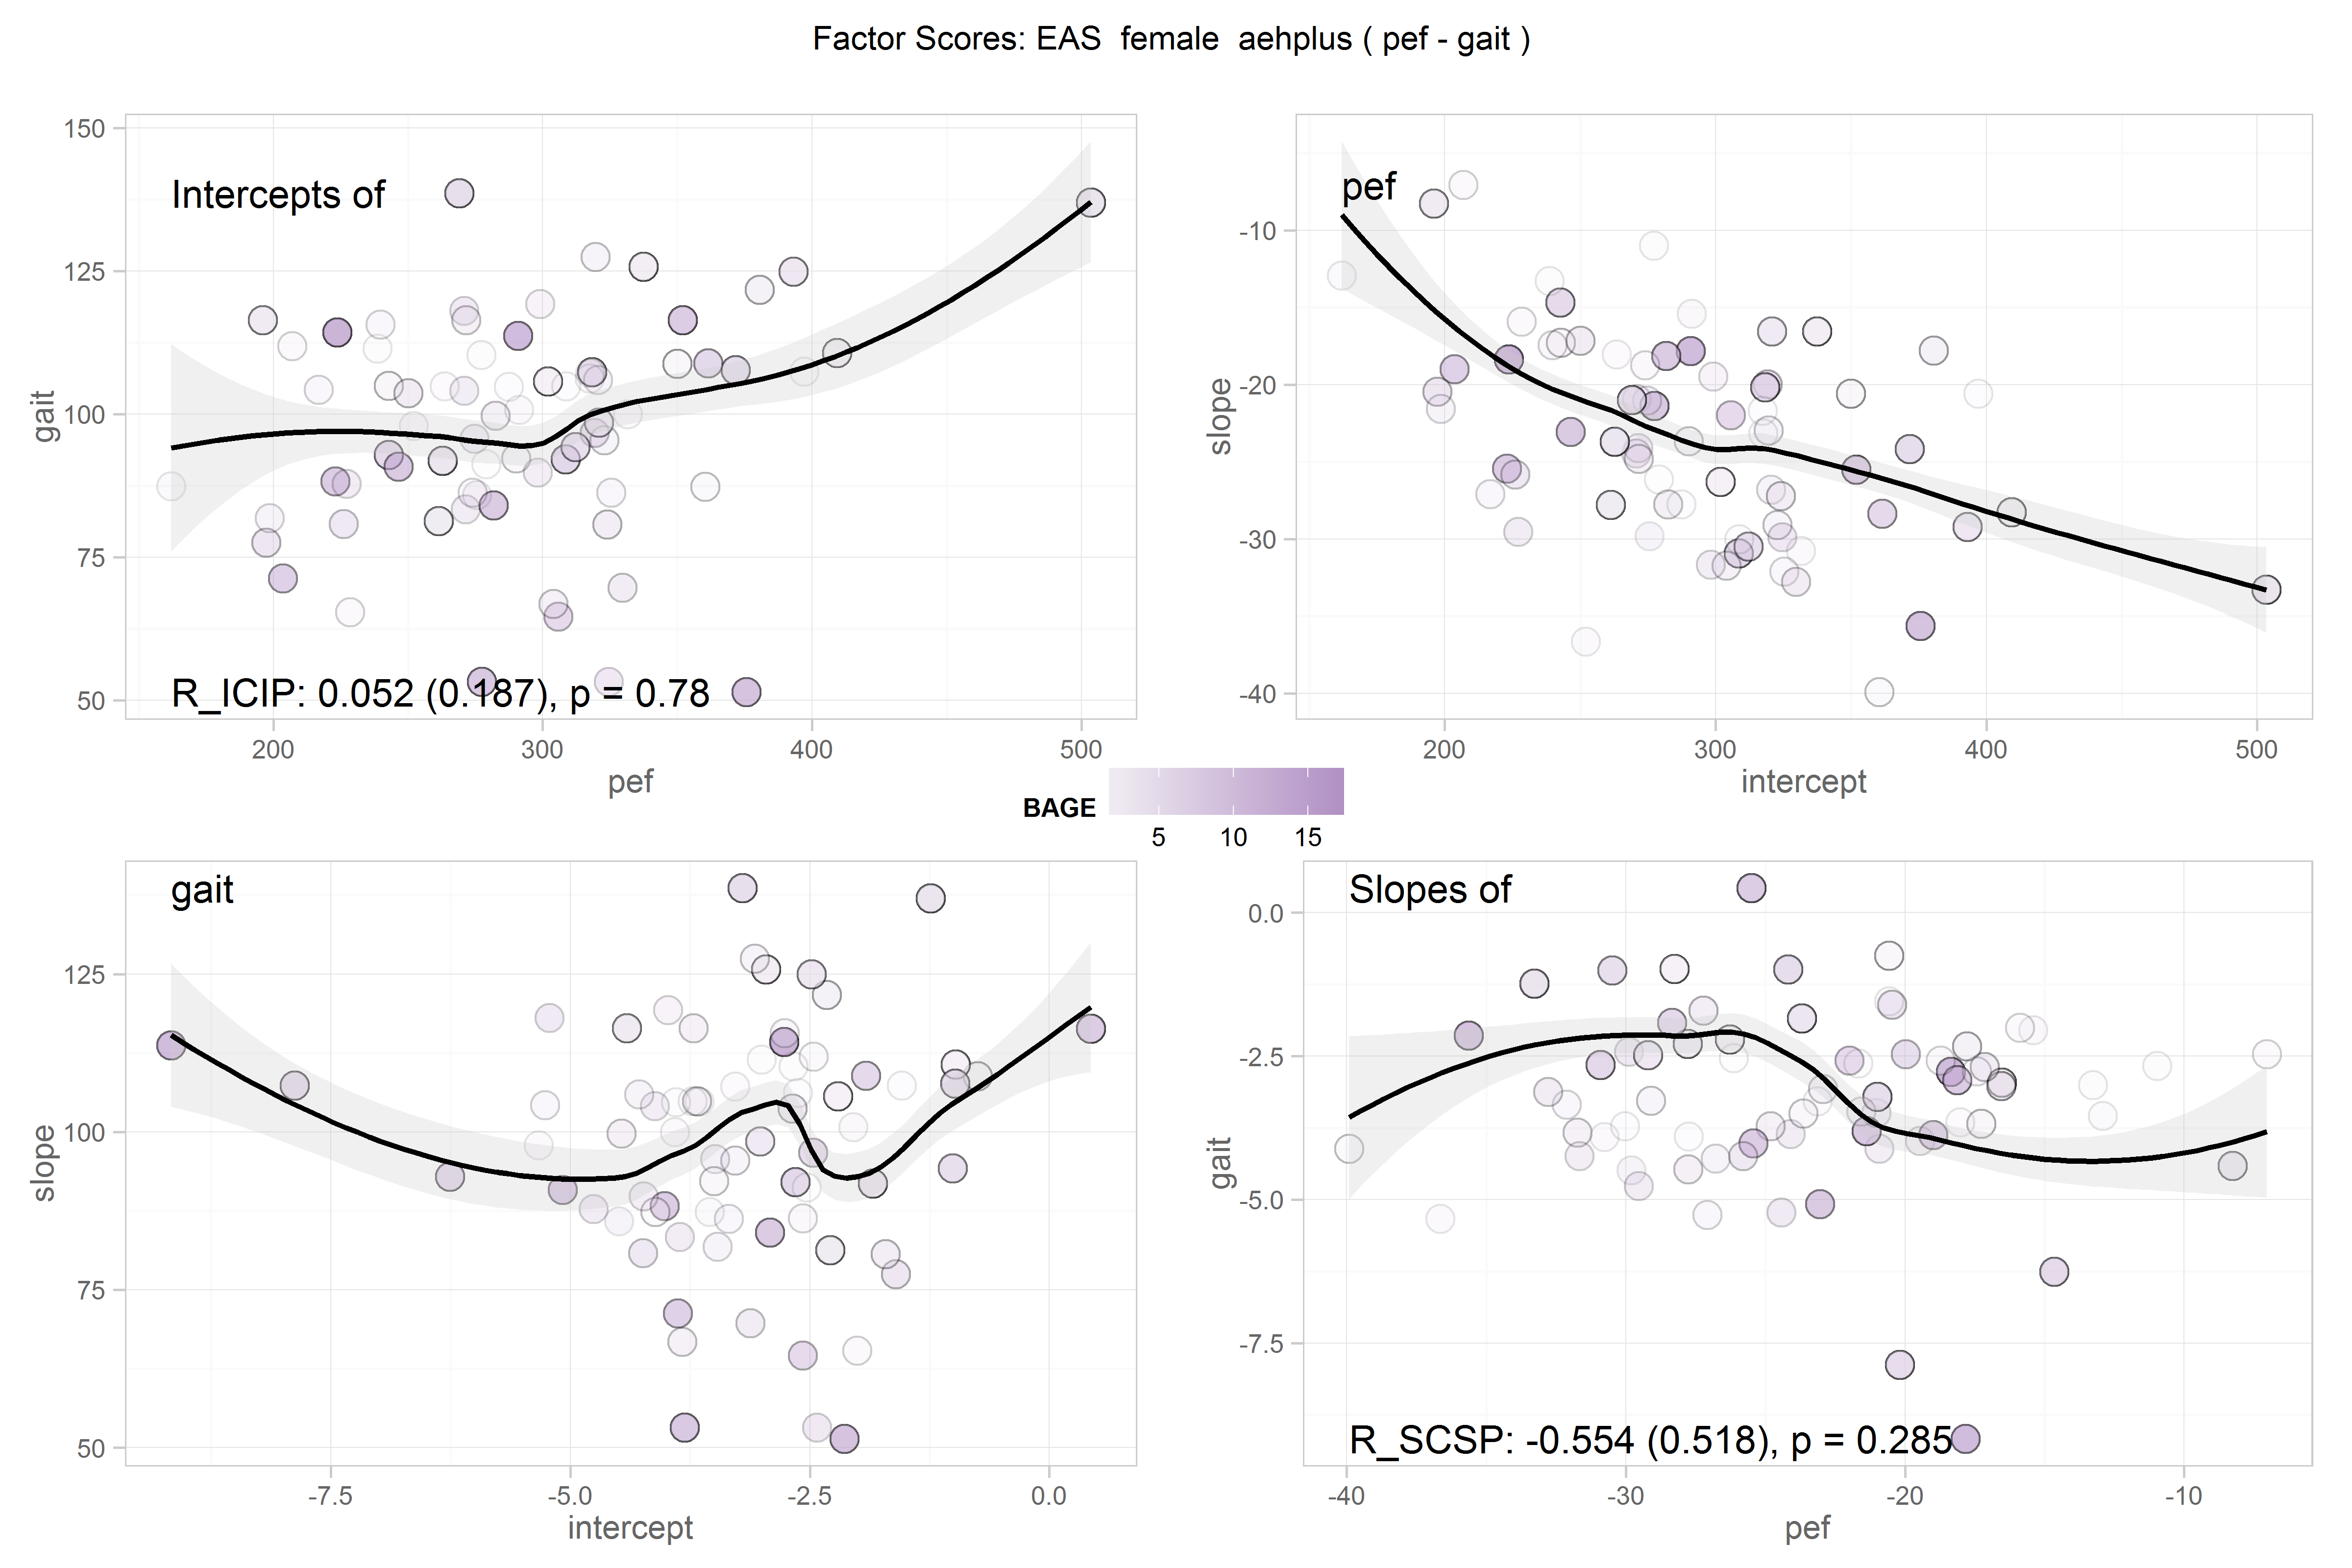 Factor Scores: EAS  female  aehplus ( pef - gait )
150
125
100
75
50
gait
Intercepts of
R_ICIP: 0.052 (0.187), p = 0.78
200 300 400 500
pef
-10
-20
-30
-40
slope
pef
200 300 400 500
intercept
BAGE
5 10 15
125
100
75
50
slope
gait
-7.5 -5.0 -2.5 0.0
intercept
0.0
-2.5
-5.0
-7.5
gait
Slopes of
R_SCSP: -0.554 (0.518), p = 0.285
-40 -30 -20 -10
pef